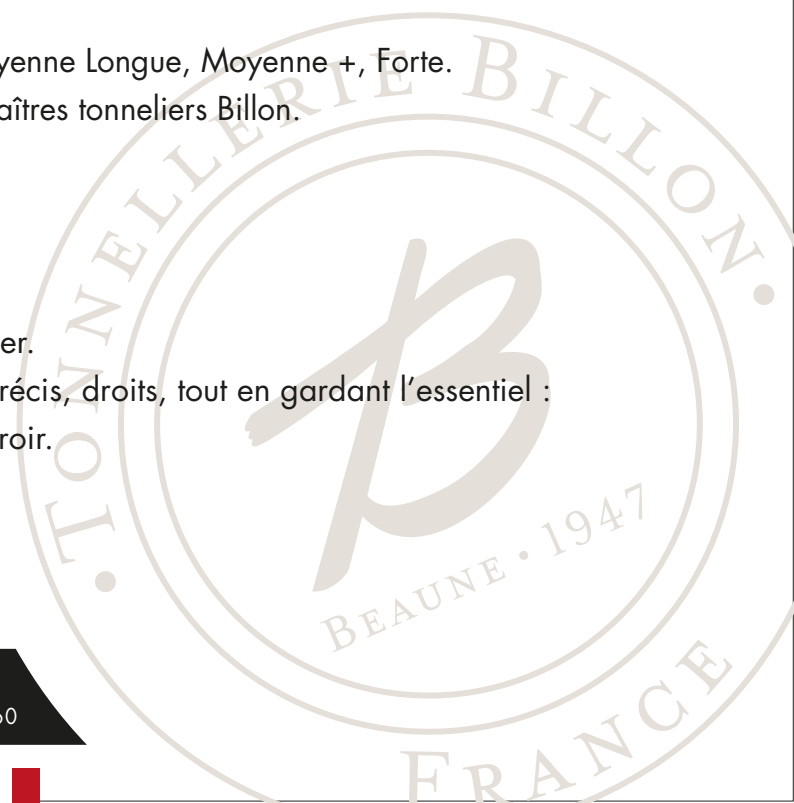 yenne Longue, Moyenne +, Forte.
aîtres tonneliers Billon.
er.
récis, droits, tout en gardant l’essentiel :
roir.
60
• TONNELLERIE BILLON •
B
BEAUNE • 1947
FRANCE